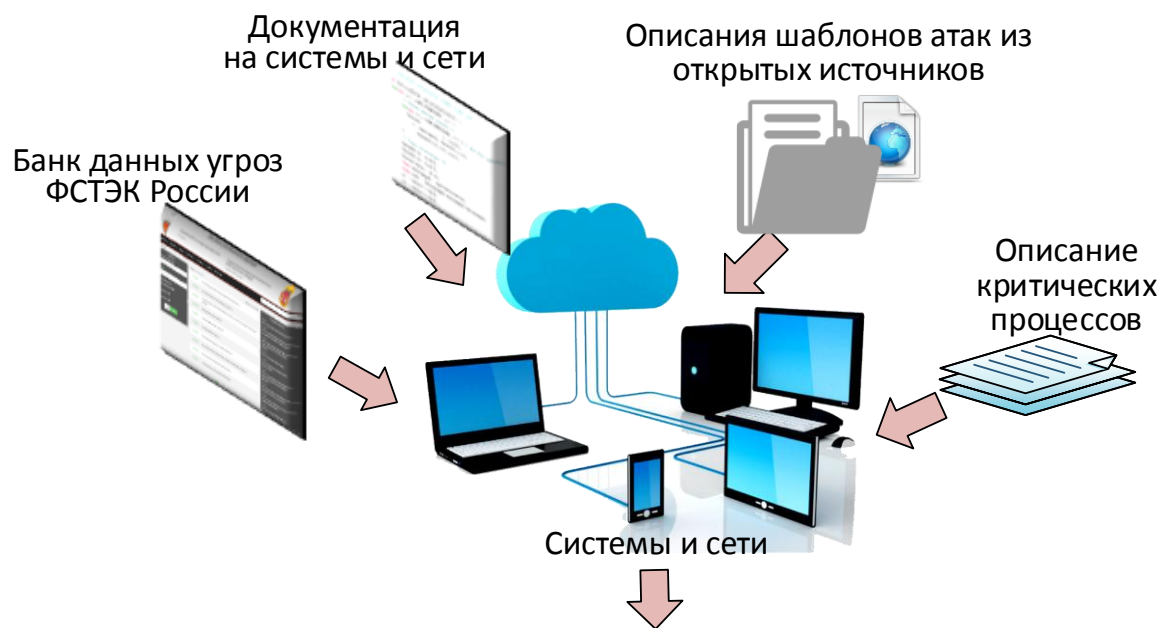 Документация
на системы и сети
Описания шаблонов атак из
открытых источников
Банк данных угроз
ФСТЭК России
Описание
критических
процессов
Системы и сети